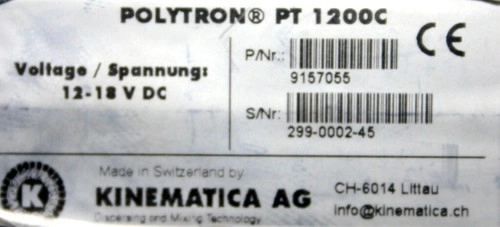 POLYTRON® PT 1200C
CE
Voltage / Spannung:
12-18 V DC
P/Nr.:
9157055
S/Nr:
299-0002-45
K
Made in Switzerland by
KINEMATICA AG
Dispersing and Mixing Technology
CH-6014 Littau
info@kinematica.ch